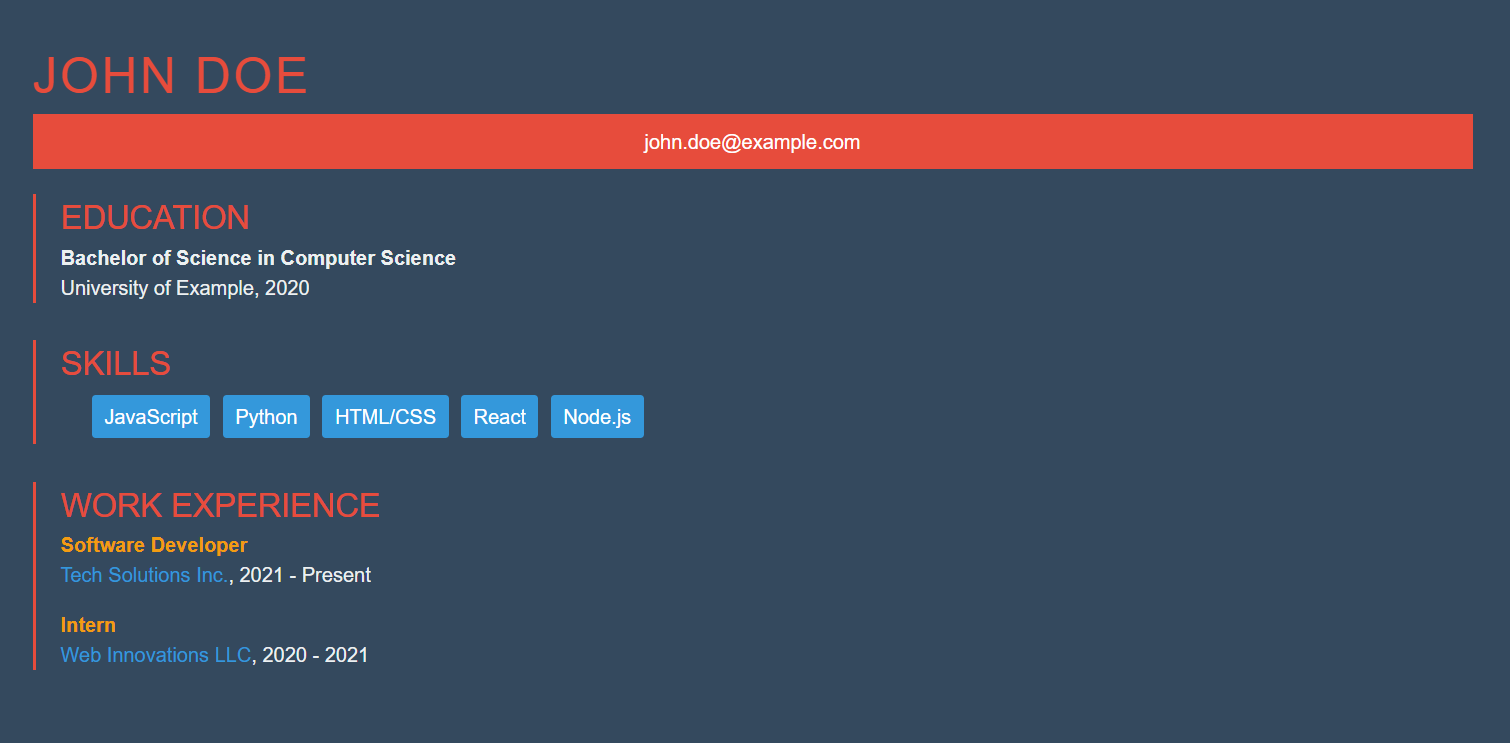 JOHN DOE
john.doe@example.com
EDUCATION
Bachelor of Science in Computer Science
University of Example, 2020
SKILLS
JavaScript Python HTML/CSS React Node.js
WORK EXPERIENCE
Software Developer
Tech Solutions Inc., 2021 - Present
Intern
Web Innovations LLC, 2020 - 2021